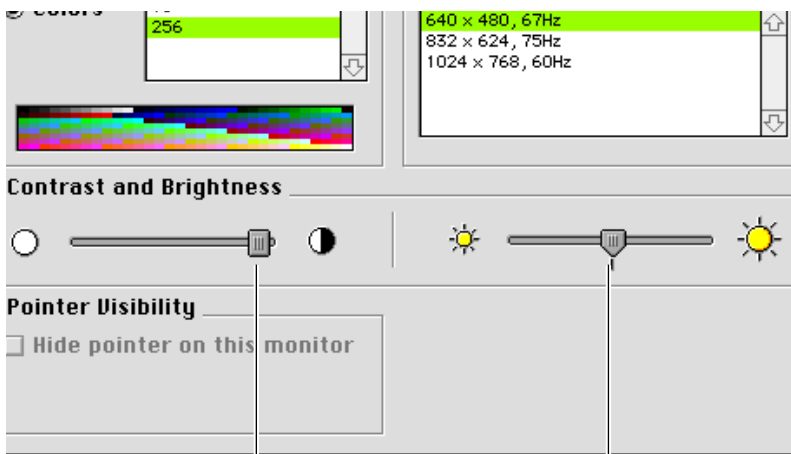 Colors
256
640 × 480, 67Hz
832 × 624, 75Hz
1024 × 768, 60Hz
Contrast and Brightness
Pointer Visibility
Hide pointer on this monitor